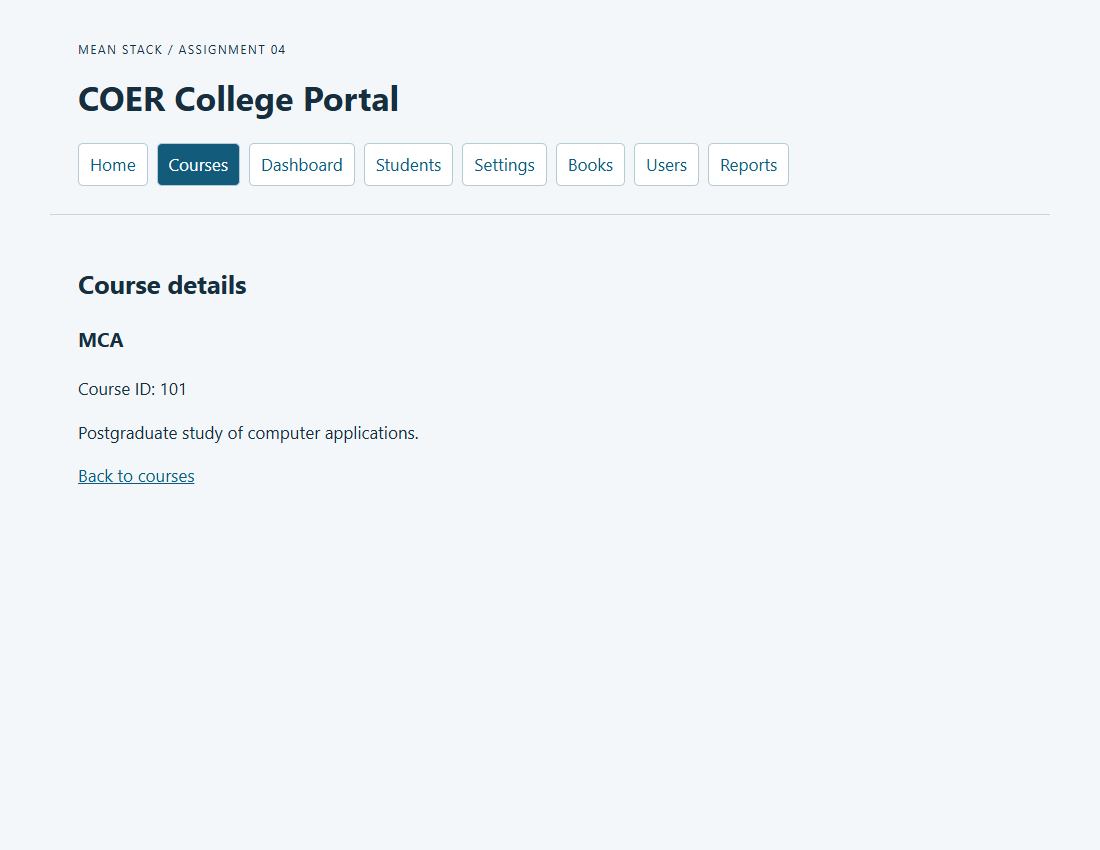 MEAN STACK / ASSIGNMENT 04
COER College Portal
Home Courses Dashboard Students Settings Books Users Reports
Course details
MCA
Course ID: 101
Postgraduate study of computer applications.
Back to courses